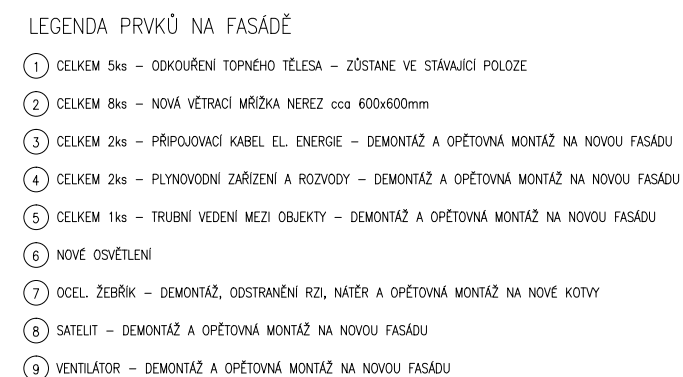 LEGENDA PRVKŮ NA FASÁDĚ
1 CELKEM 5ks – ODKOUŘENÍ TOPNÉHO TĚLESA – ZŮSTANE VE STÁVAJÍCÍ POLOZE
2 CELKEM 8ks – NOVÁ VĚTRACÍ MŘÍŽKA NEREZ cca 600x600mm
3 CELKEM 2ks – PŘIPOJOVACÍ KABEL EL. ENERGIE – DEMONTÁŽ A OPĚTOVNÁ MONTÁŽ NA NOVOU FASÁDU
4 CELKEM 2ks – PLYNOVODNÍ ZAŘÍZENÍ A ROZVODY – DEMONTÁŽ A OPĚTOVNÁ MONTÁŽ NA NOVOU FASÁDU
5 CELKEM 1ks – TRUBNÍ VEDENÍ MEZI OBJEKTY – DEMONTÁŽ A OPĚTOVNÁ MONTÁŽ NA NOVOU FASÁDU
6 NOVÉ OSVĚTLENÍ
7 OCEL. ŽEBŘÍK – DEMONTÁŽ, ODSTRANĚNÍ RZI, NÁTĚR A OPĚTOVNÁ MONTÁŽ NA NOVÉ KOTVY
8 SATELIT – DEMONTÁŽ A OPĚTOVNÁ MONTÁŽ NA NOVOU FASÁDU
9 VENTILÁTOR – DEMONTÁŽ A OPĚTOVNÁ MONTÁŽ NA NOVOU FASÁDU